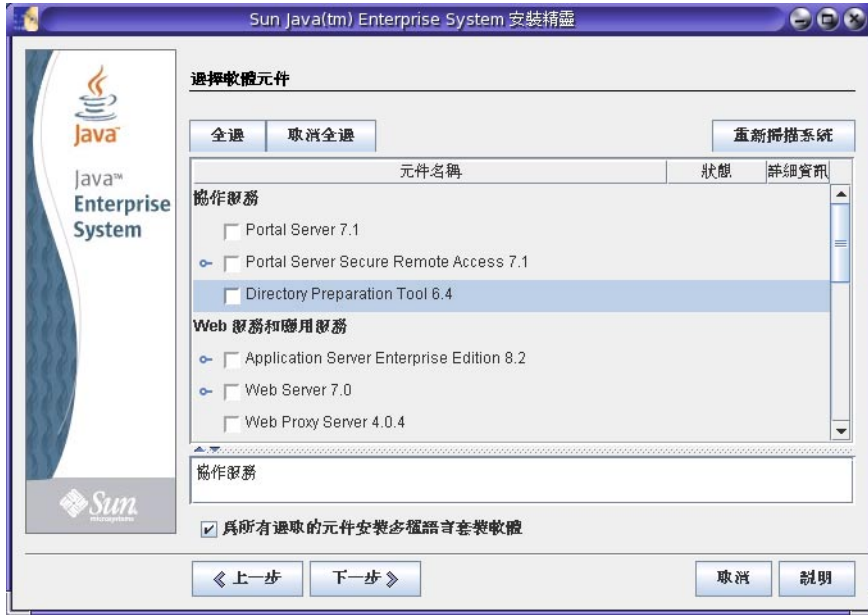 Sun Java(tm) Enterprise System 安裝精靈
Java
Java™
Enterprise
System
Sun
microsystems
選擇軟體元件
全選 取消全選 重新掃描系統
元件名稱 狀態 詳細資訊
協作服務
Portal Server 7.1
Portal Server Secure Remote Access 7.1
Directory Preparation Tool 6.4
Web 服務和應用服務
Application Server Enterprise Edition 8.2
Web Server 7.0
Web Proxy Server 4.0.4
協作服務
為所有選取的元件安裝多種語言套裝軟體
上一步 下一步 取消 說明